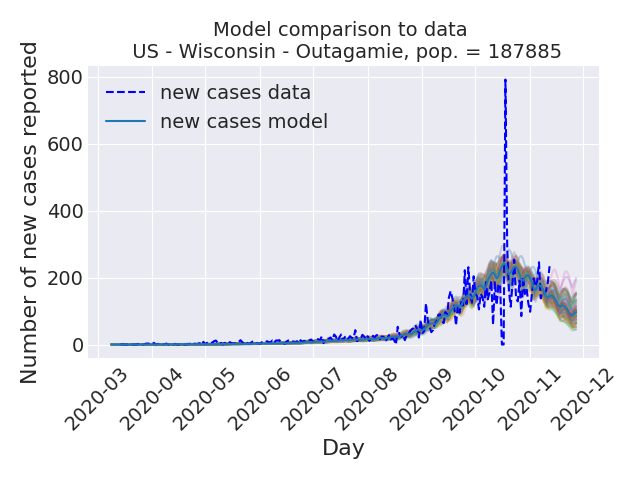 Model comparison to data
US - Wisconsin - Outagamie, pop. = 187885
800
600
400
200
0
Number of new cases reported
new cases data
new cases model
2020-03
2020-04
2020-05
2020-06
2020-07
2020-08
2020-09
2020-10
2020-11
2020-12
Day